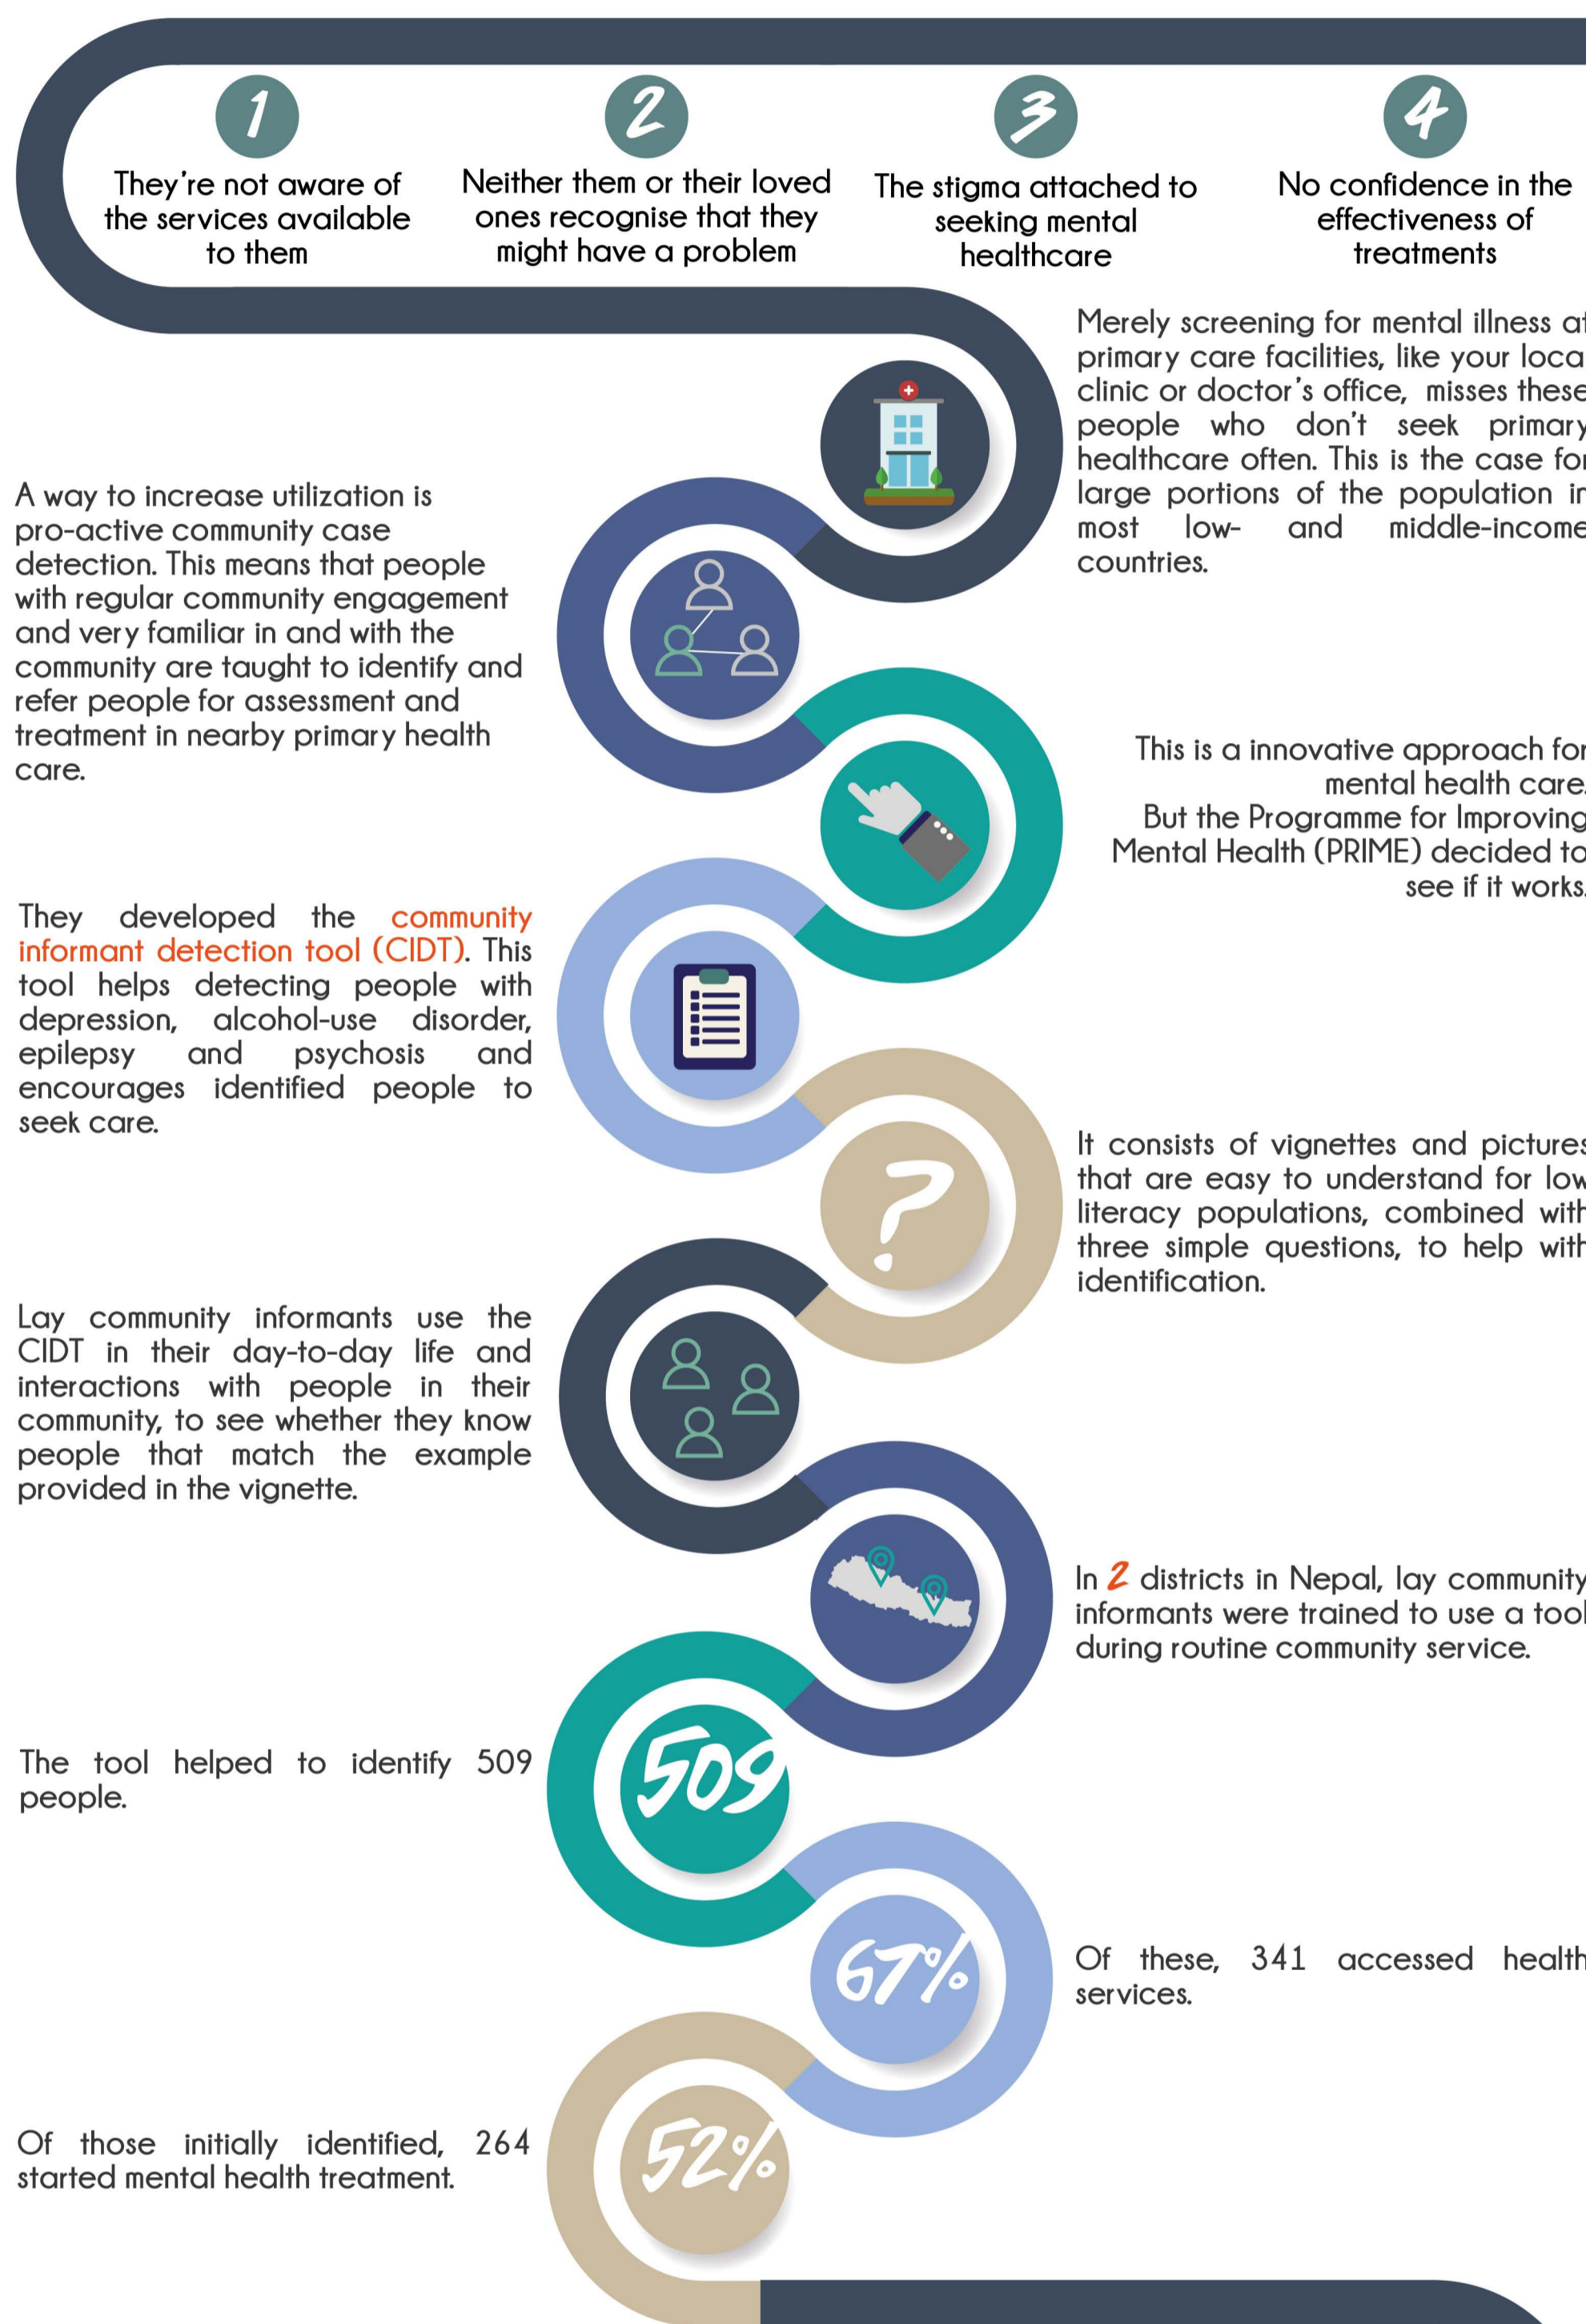 1
They're not aware of
the services available
to them
2
Neither them or their loved
ones recognise that they
might have a problem
3
The stigma attached to
seeking mental
healthcare
4
No confidence in the
effectiveness of
treatments
Merely screening for mental illness at
primary care facilities, like your local
clinic or doctor's office, misses these
people who don't seek primary
healthcare often. This is the case for
large portions of the population in
most low- and middle-income
countries.
A way to increase utilization is
pro-active community case
detection. This means that people
with regular community engagement
and very familiar in and with the
community are taught to identify and
refer people for assessment and
treatment in nearby primary health
care.
This is a innovative approach for
mental health care.
But the Programme for Improving
Mental Health (PRIME) decided to
see if it works.
They developed the community
informant detection tool (CIDT). This
tool helps detecting people with
depression, alcohol-use disorder,
epilepsy and psychosis and
encourages identified people to
seek care.
?
It consists of vignettes and pictures
that are easy to understand for low
literacy populations, combined with
three simple questions, to help with
identification.
Lay community informants use the
CIDT in their day-to-day life and
interactions with people in their
community, to see whether they know
people that match the example
provided in the vignette.
In 2 districts in Nepal, lay community
informants were trained to use a tool
during routine community service.
The tool helped to identify 509
people.
509
67%
Of these, 341 accessed health
services.
Of those initially identified, 264
started mental health treatment.
52%